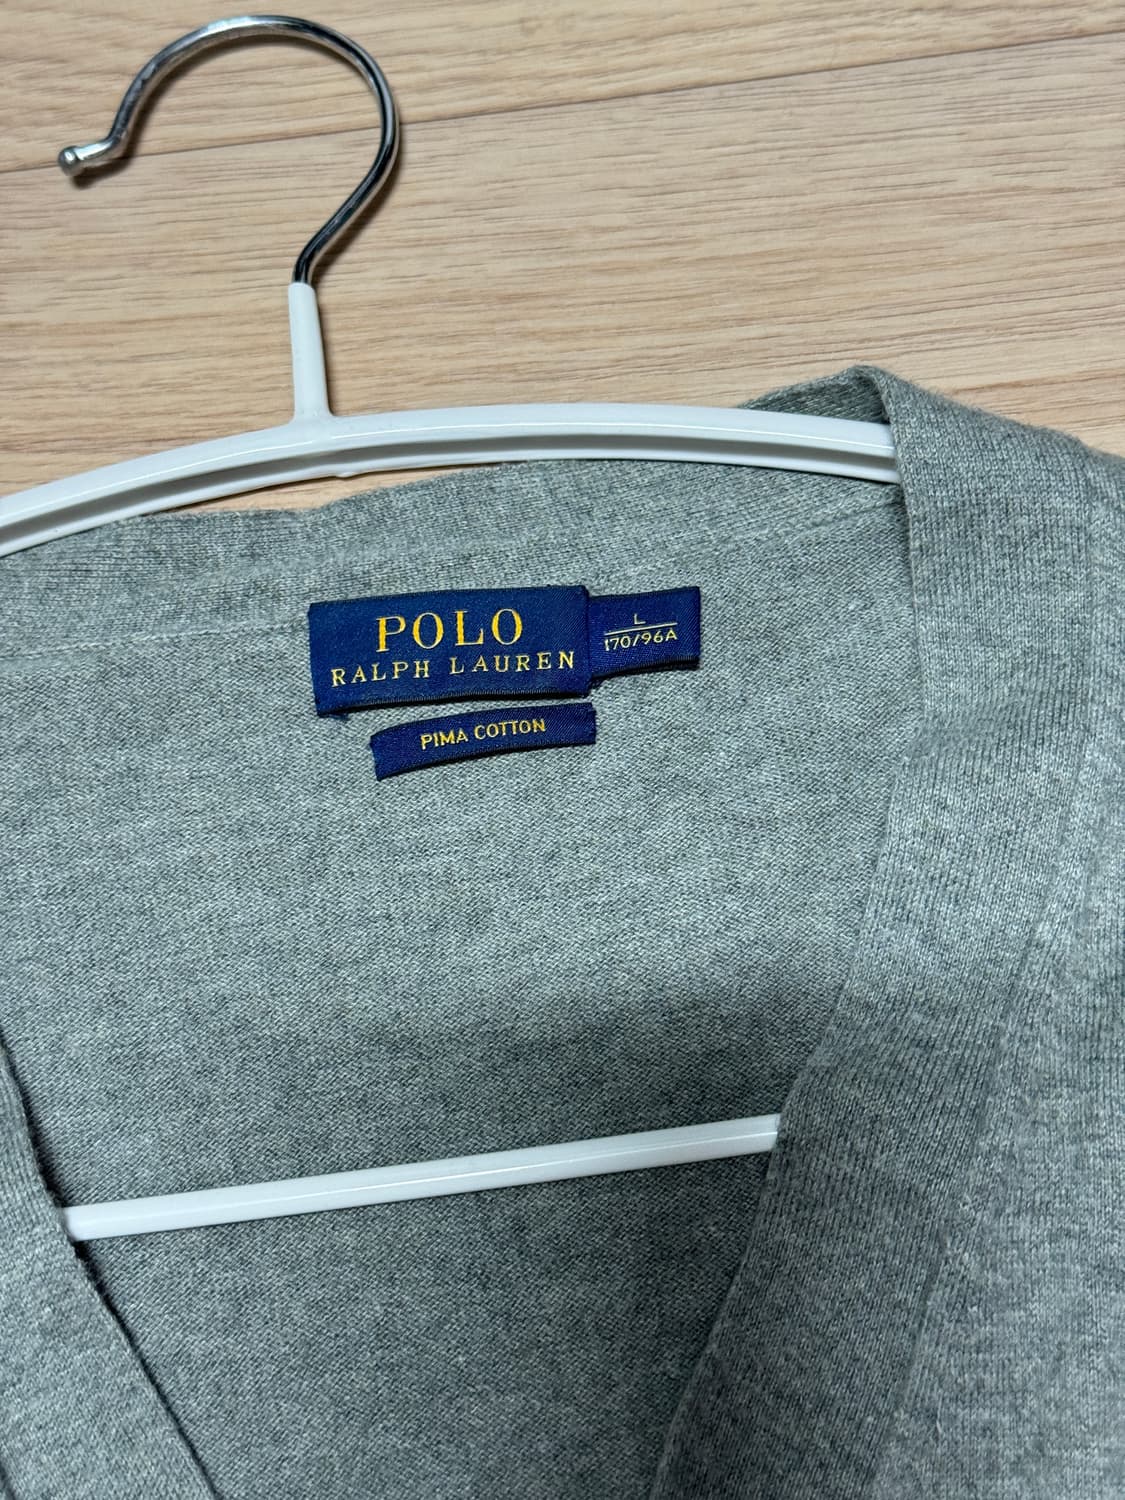 POLO
RALPH LAUREN
L
170/96A
PIMA COTTON